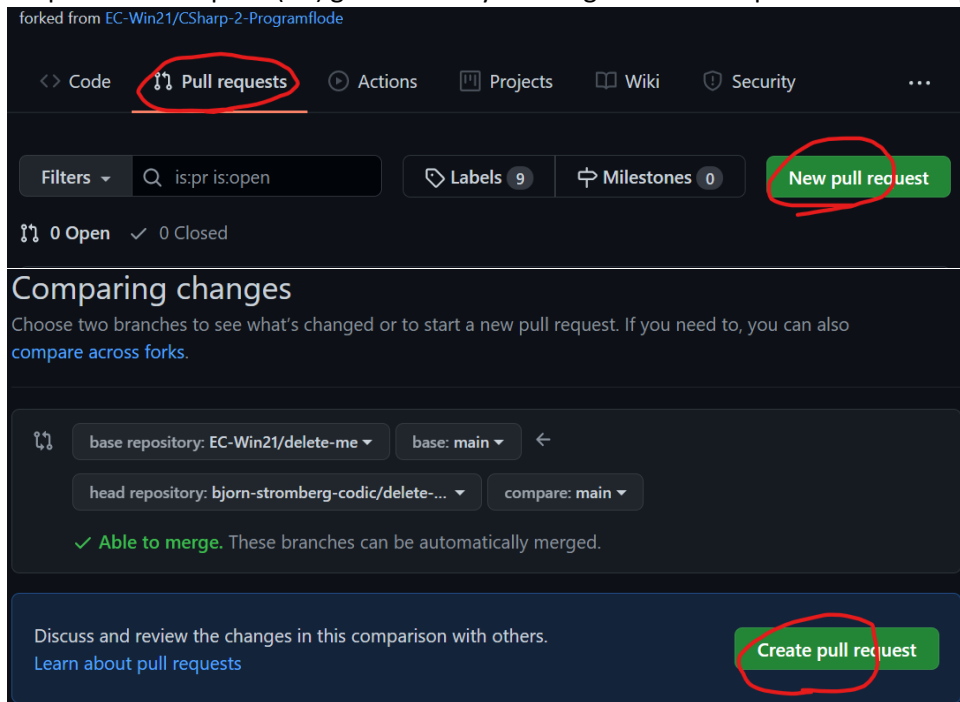 forked from EC-Win21/CSharp-2-Programflode
<> Code Pull requests Actions Projects Wiki Security ...
Filters is:pr is:open Labels 9 Milestones 0 New pull request
0 Open ✓ 0 Closed
Comparing changes
Choose two branches to see what's changed or to start a new pull request. If you need to, you can also
compare across forks.
base repository: EC-Win21/delete-me base: main ←
head repository: bjorn-stromberg-codic/delete-... compare: main
✓ Able to merge. These branches can be automatically merged.
Discuss and review the changes in this comparison with others.
Learn about pull requests
Create pull request